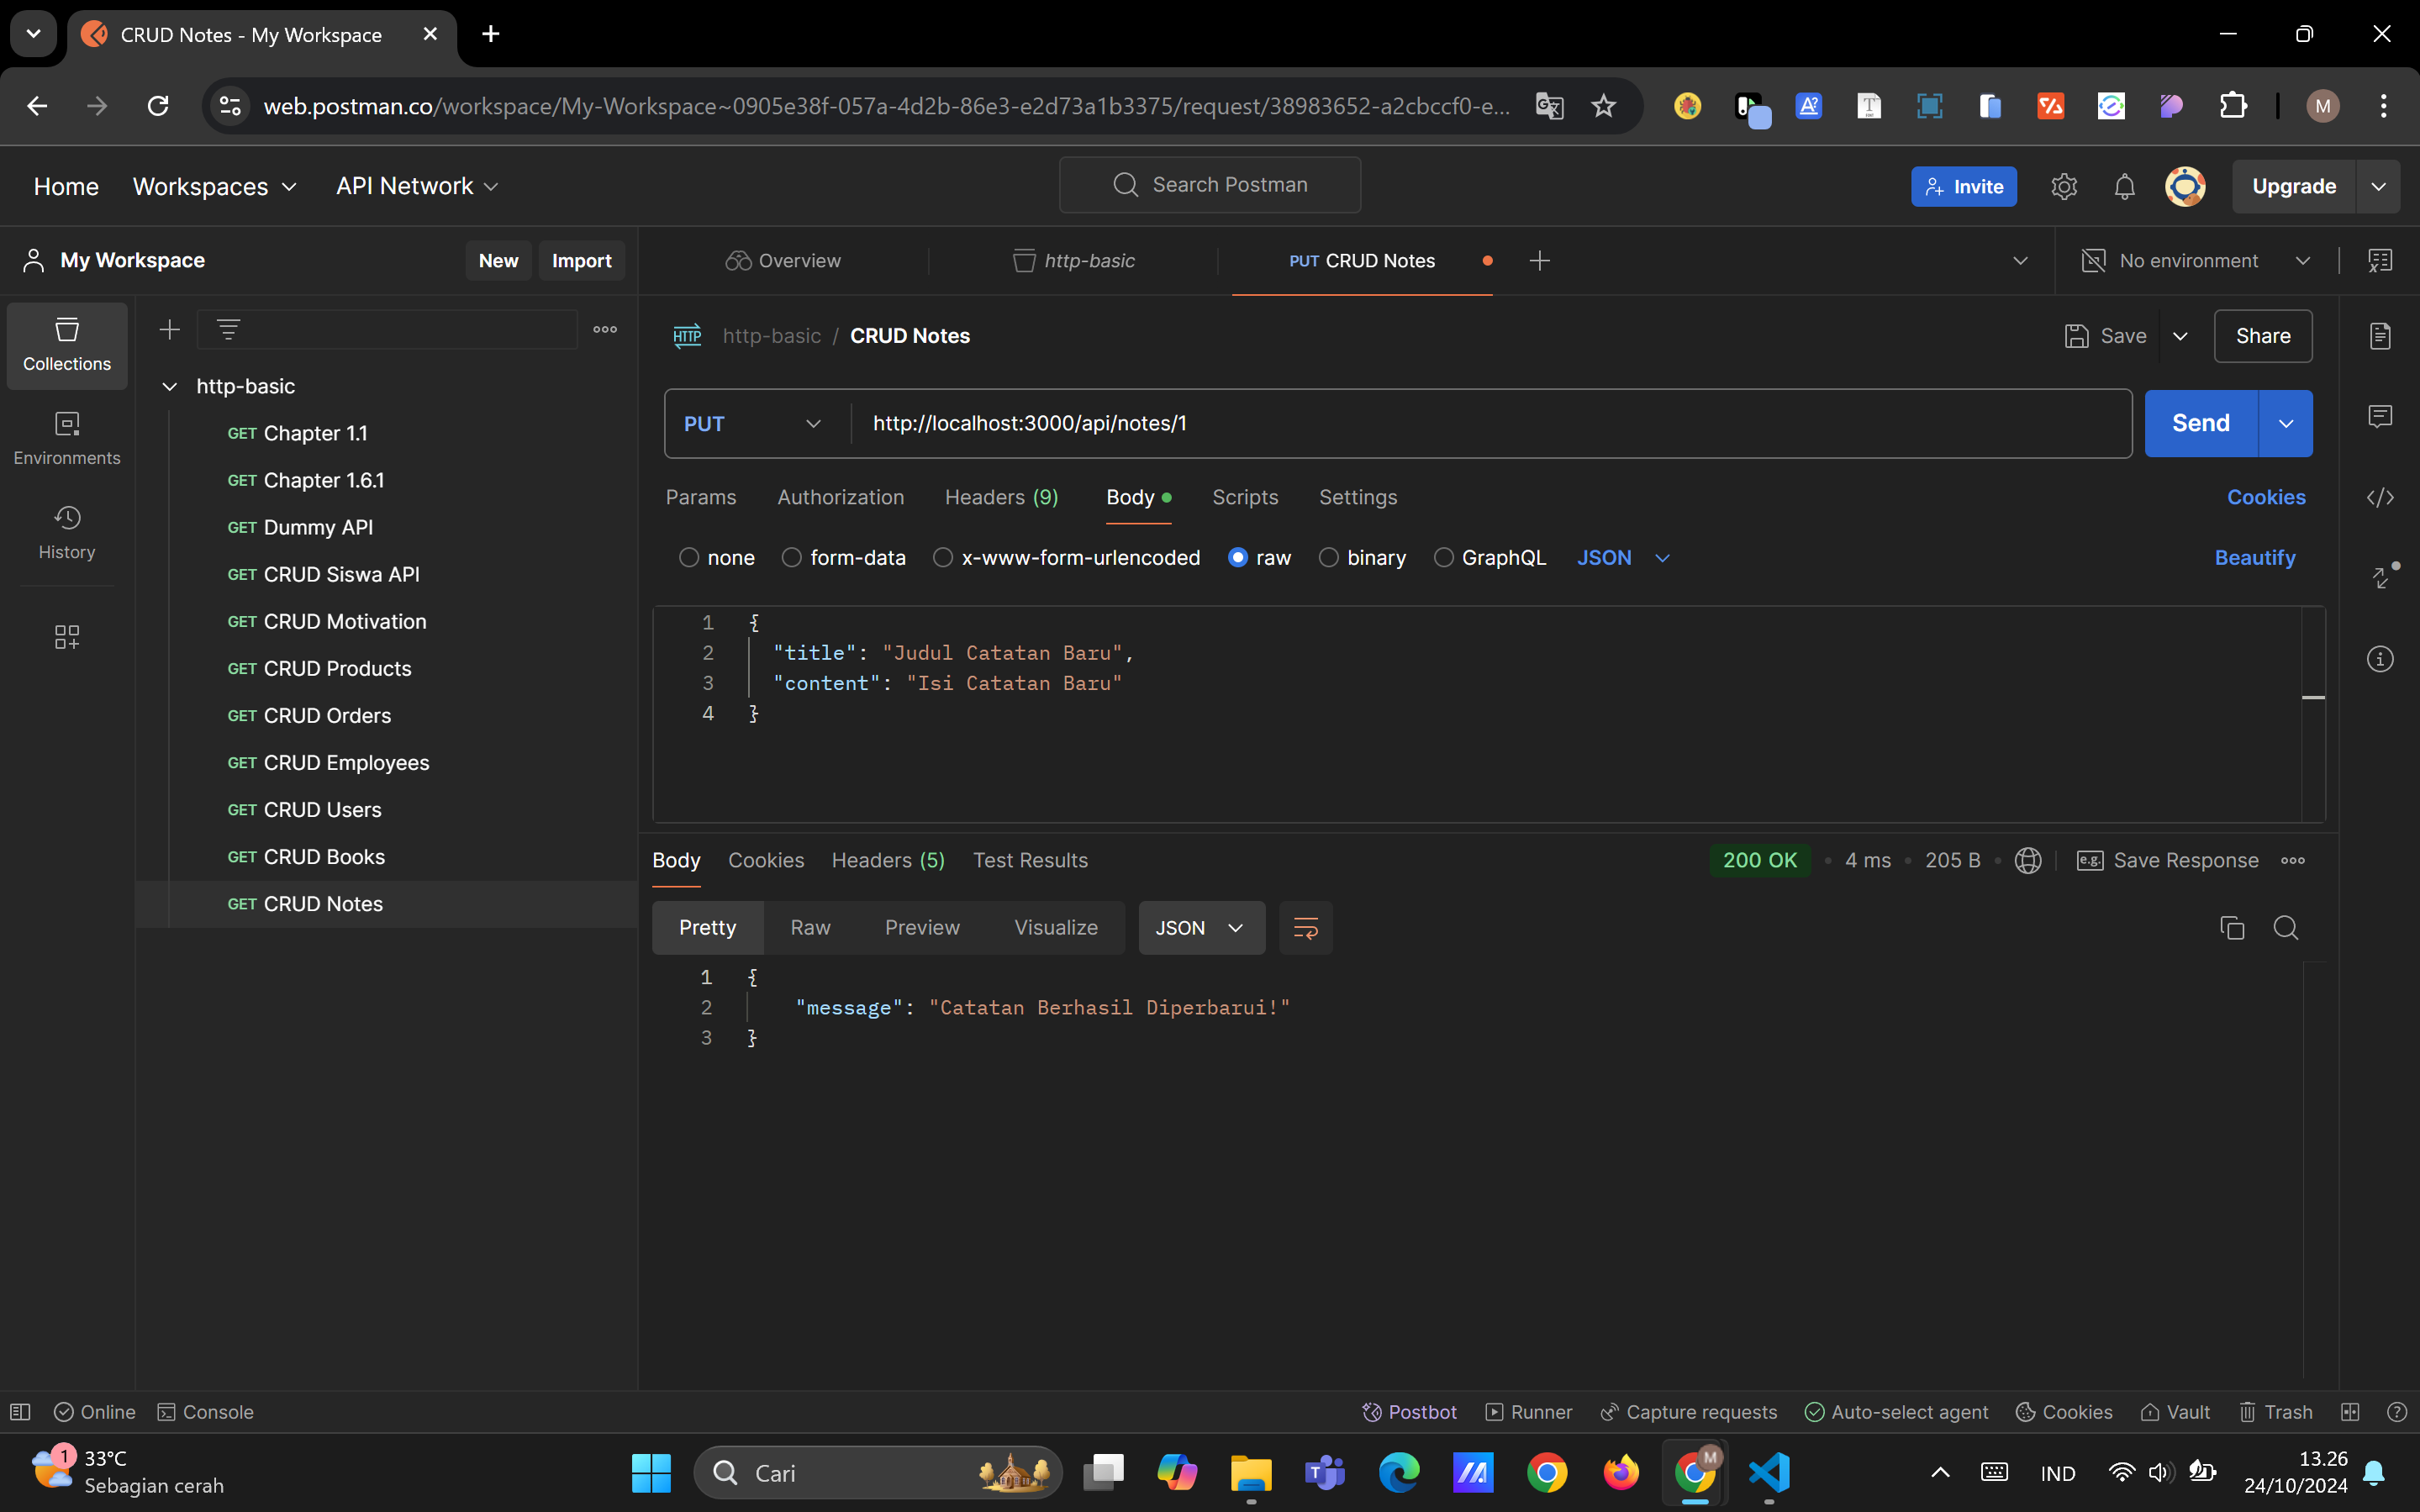 CRUD Notes - My Workspace
web.postman.co/workspace/My-Workspace~0905e38f-057a-4d2b-86e3-e2d73a1b3375/request/38983652-a2cbccf0-e...
M
Home Workspaces API Network Search Postman Invite Upgrade
My Workspace New Import Overview http-basic PUT CRUD Notes No environment
Collections
Environments
History
http-basic
GET Chapter 1.1
GET Chapter 1.6.1
GET Dummy API
GET CRUD Siswa API
GET CRUD Motivation
GET CRUD Products
GET CRUD Orders
GET CRUD Employees
GET CRUD Users
GET CRUD Books
GET CRUD Notes
HTTP http-basic / CRUD Notes Save Share
PUT http://localhost:3000/api/notes/1 Send
Params Authorization Headers (9) Body Scripts Settings Cookies
none form-data x-www-form-urlencoded raw binary GraphQL JSON Beautify
1 {
2 "title": "Judul Catatan Baru",
3 "content": "Isi Catatan Baru"
4 }
Body Cookies Headers (5) Test Results 200 OK • 4 ms • 205 B • e.g. Save Response
Pretty Raw Preview Visualize JSON
1 {
2 "message": "Catatan Berhasil Diperbarui!"
3 }
Online Console Postbot Runner Capture requests Auto-select agent Cookies Vault Trash
1 33°C
Sebagian cerah
Cari
M
IND
13.26
24/10/2024